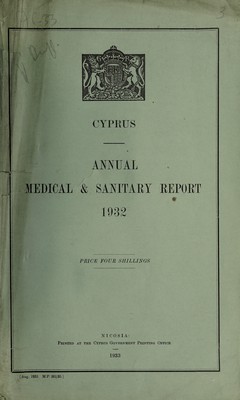 CYPRUS
ANNUAL
MEDICAL & SANITARY REPORT
1932
PRICE FOUR SHILLINGS
NICOSIA:
PRINTED AT THE CYPRUS GOVERNMENT PRINTING OFFICE
1933